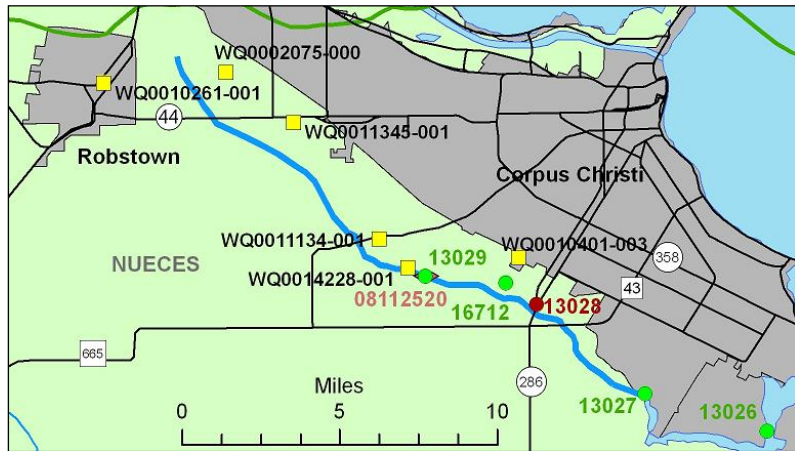 WQ0002075-000
WQ0010261-001
44
WQ0011345-001
Robstown
Corpus Christi
WQ0011134-001
WQ0010401-003
358
13029
NUECES
WQ0014228-001
08112520
43
16712
13028
665
286
Miles
13027
13026
0 5 10